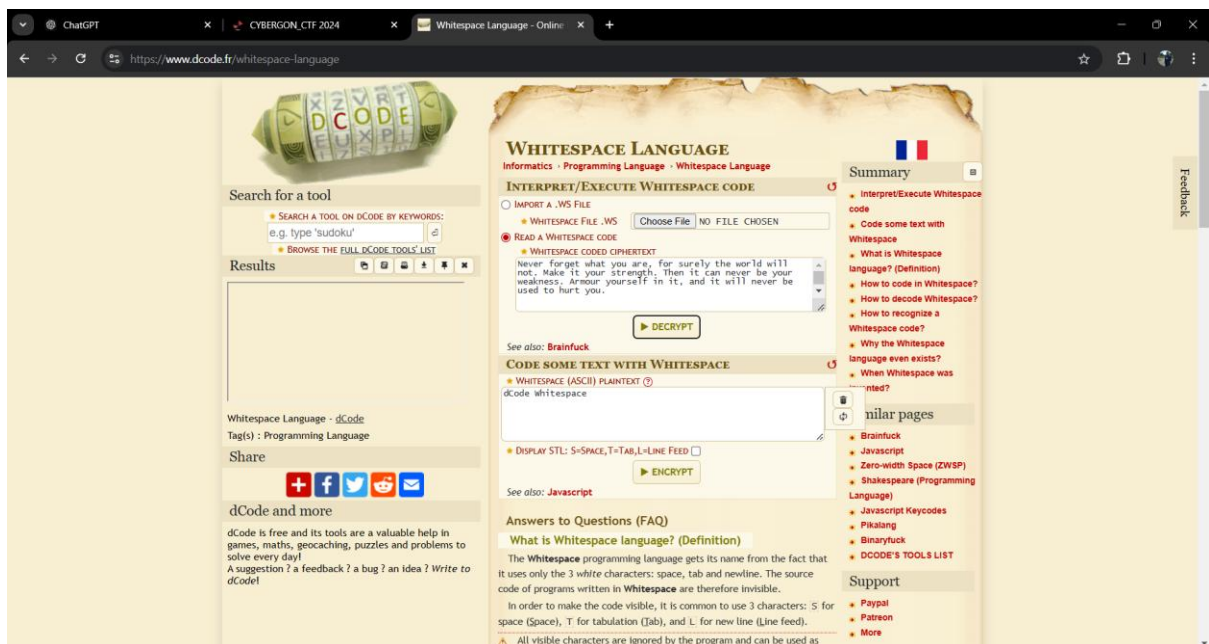 ChatGPT
CYBERGON_CTF 2024
Whitespace Language - Online
https://www.dcode.fr/whitespace-language
DCODE
Search for a tool
SEARCH A TOOL ON DCODE BY KEYWORDS:
e.g. type 'sudoku'
BROWSE THE FULL DCODE TOOLS' LIST
Results
Whitespace Language - dCode
Tag(s) : Programming Language
Share
dCode and more
dCode is free and its tools are a valuable help in
games, maths, geocaching, puzzles and problems to
solve every day!
A suggestion ? a feedback ? a bug ? an idea ? Write to
dCode!
WHITESPACE LANGUAGE
Informatics › Programming Language › Whitespace Language
INTERPRET/EXECUTE WHITESPACE CODE
IMPORT A .WS FILE
WHITESPACE FILE .WS Choose File NO FILE CHOSEN
READ A WHITESPACE CODE
WHITESPACE CODED CIPHERTEXT
Never forget what you are, for surely the world will
not. Make it your strength. Then it can never be your
weakness. Armour yourself in it, and it will never be
used to hurt you.
DECRYPT
See also: Brainfuck
CODE SOME TEXT WITH WHITESPACE
WHITESPACE (ASCII) PLAINTEXT (?)
dCode Whitespace
DISPLAY STL: S=SPACE,T=TAB,L=LINE FEED
ENCRYPT
See also: Javascript
Answers to Questions (FAQ)
What is Whitespace language? (Definition)
The Whitespace programming language gets its name from the fact that
it uses only the 3 white characters: space, tab and newline. The source
code of programs written in Whitespace are therefore invisible.
In order to make the code visible, it is common to use 3 characters: S for
space (Space), T for tabulation (Tab), and L for new line (Line feed).
All visible characters are ignored by the program and can be used as
Summary
Interpret/Execute Whitespace
code
Code some text with
Whitespace
What is Whitespace
language? (Definition)
How to code in Whitespace?
How to decode Whitespace?
How to recognize a
Whitespace code?
Why the Whitespace
language even exists?
When Whitespace was
nted?
milar pages
Brainfuck
Javascript
Zero-width Space (ZWSP)
Shakespeare (Programming
Language)
Javascript Keycodes
Pikalang
Binaryfuck
DCODE'S TOOLS LIST
Support
Paypal
Patreon
More
Feedback